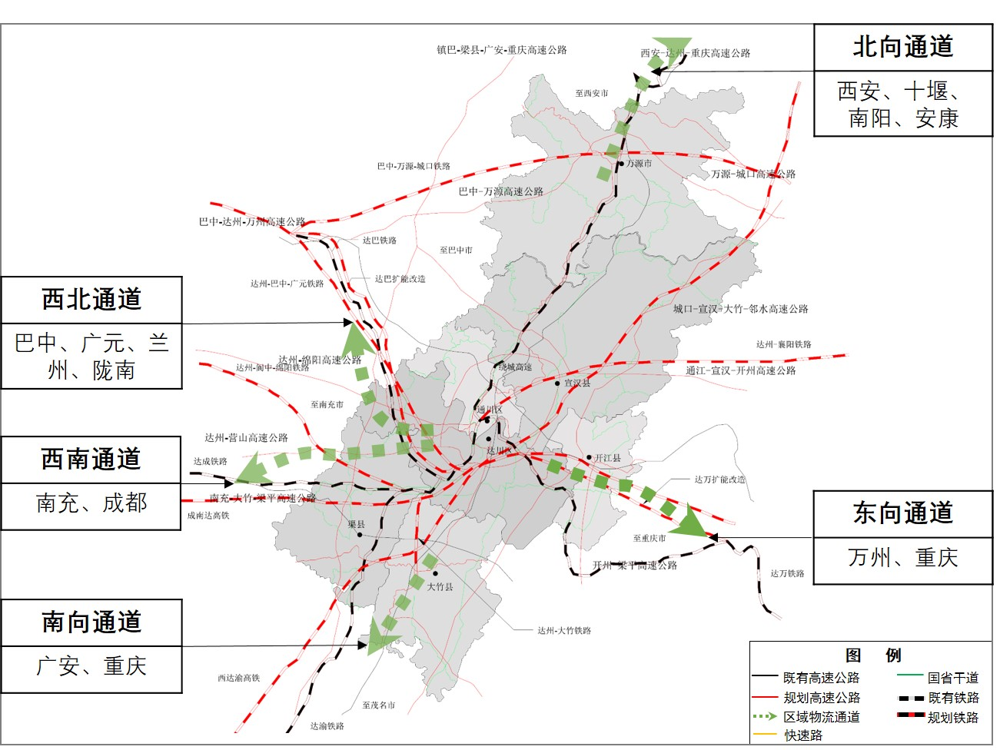 北向通道
西安、十堰、
南阳、安康
镇巴-梁县-广安-重庆高速公路
西安-达州-重庆高速公路
至西安市
巴中-万源-城口铁路
万源市
万源-城口高速公路
巴中-万源高速公路
巴中-达州-万州高速公路
达巴铁路
至巴中市
达巴扩能改造
达州-巴中-广元铁路
西北通道
巴中、广元、兰
州、陇南
城口-宣汉-大竹-邻水高速公路
达州-襄阳铁路
达州-绵阳高速公路
达州-阆中-绵阳铁路
绕城高速
通江-宣汉-开州高速公路
宣汉县
至南充市
通川区
达州-营山高速公路
达川区
西南通道
南充、成都
达成铁路
开江县
达万扩能改造
南充-大竹-梁平高速公路
成南达高铁
渠县
至重庆市
东向通道
万州、重庆
开州-梁平高速公路
达万铁路
大竹县
南向通道
广安、重庆
达州-大竹铁路
西达渝高铁
至茂名市
达渝铁路
图 例
既有高速公路
国省干道
规划高速公路
既有铁路
区域物流通道
规划铁路
快速路